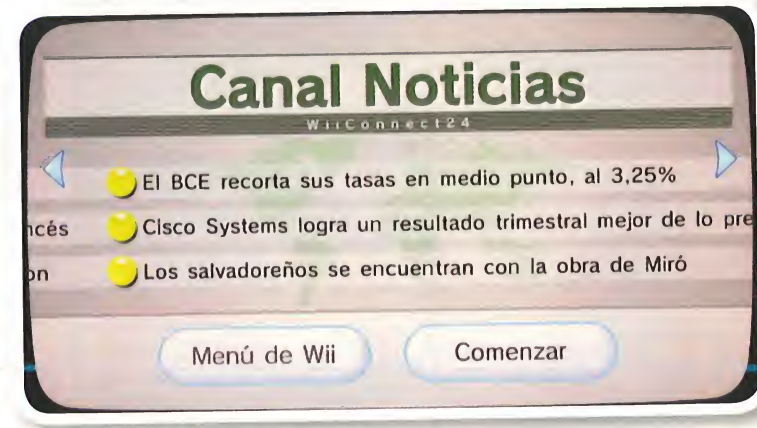 Canal Noticias
WiiConnect24
El BCE recorta sus tasas en medio punto, al 3,25%
ncés
CIsco Systems logra un resultado trimestral mejor de lo pre
on
Los salvadoreños se encuentran con la obra de Miró
Menú de Wii
Comenzar